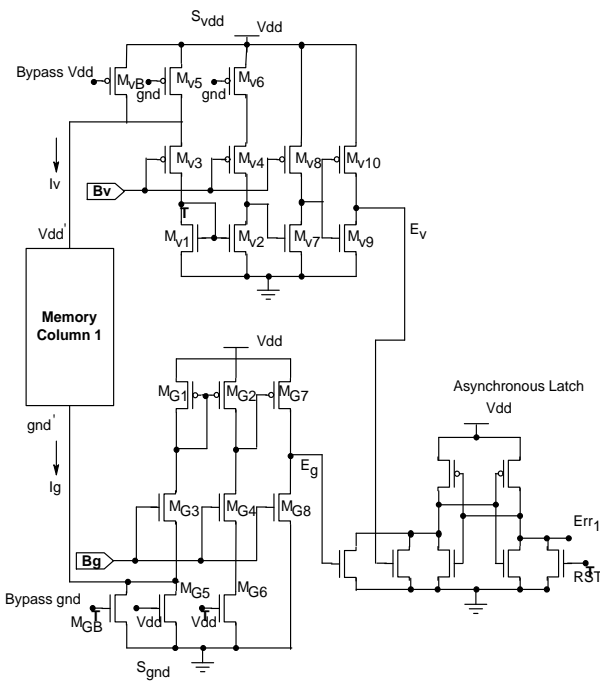 Svdd
Vdd
Bypass Vdd
MvB
Mv5
gnd
Mv6
gnd
Mv3
Mv4
Mv8
Mv10
Iv
Bv
T
Vdd'
Mv1
Mv2
Mv7
Mv9
Ev
Memory
Column 1
Vdd
MG1
MG2
MG7
Asynchronous Latch
Vdd
gnd'
Ig
Eg
MG3
MG4
MG8
Err1
Bg
RST
T
MG5
MG6
Bypass gnd
MGB
T
Vdd
Vdd
T
Sgnd